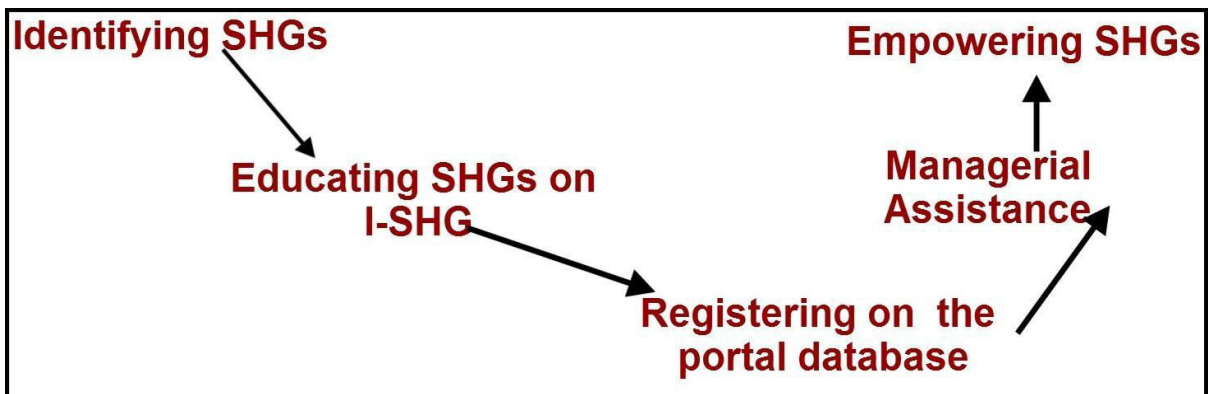 Identifying SHGs
Educating SHGs on
I-SHG
Registering on the
portal database
Managerial
Assistance
Empowering SHGs